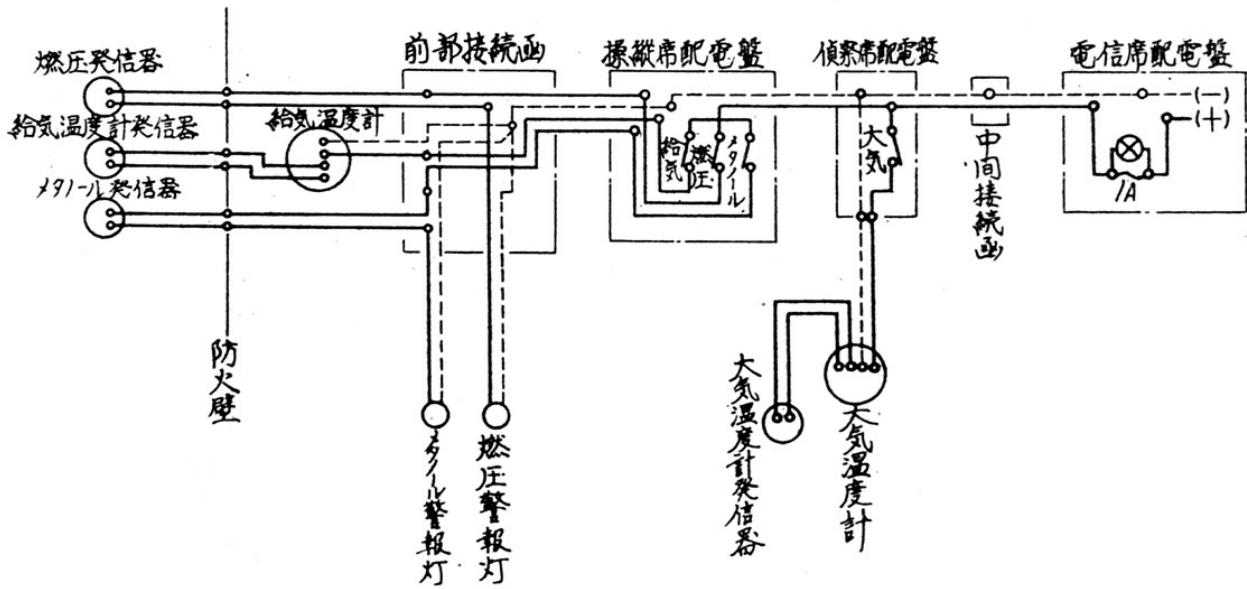 燃圧発信器
給気温度計発信器
メタノール発信器
給気温度計
防火壁
前部接続函
メタノール警報灯
燃圧警報灯
操縦席配電盤
給気
燃圧
メタノール
偵察席配電盤
大気
大気温度計発信器
大気温度計
中間接続函
電信席配電盤
(−)
(+)
1A